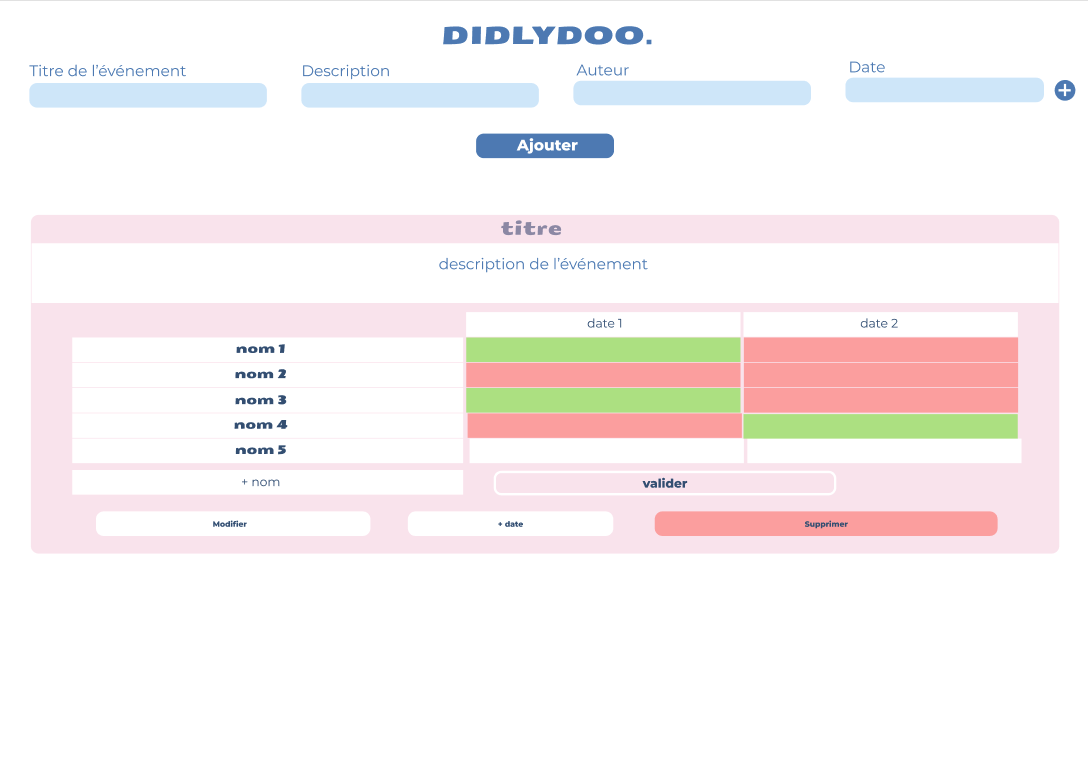 DIDLYDOO.
Titre de l'événement
Description
Auteur
Date
Ajouter
titre
description de l'événement
date 1
date 2
nom 1
nom 2
nom 3
nom 4
nom 5
+ nom
valider
Modifier
+ date
Supprimer